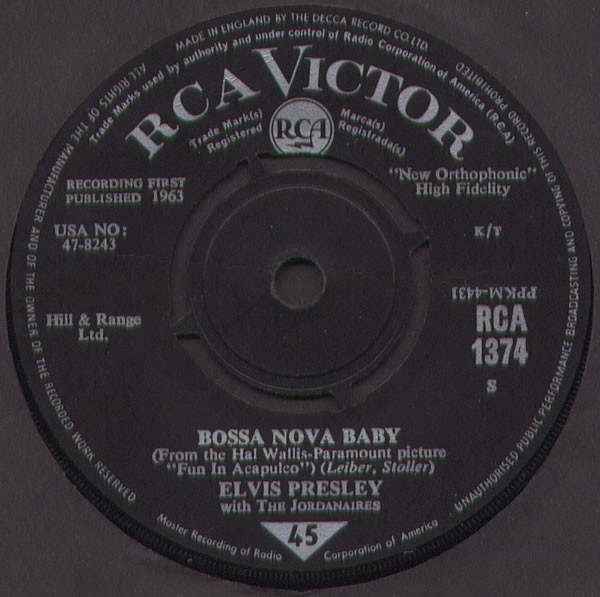 MADE IN ENGLAND BY THE DECCA RECORD CO LTD.
ALL RIGHTS OF THE MANUFACTURER AND OF THE OWNER OF THE RECORDED WORK RESERVED
UNAUTHORISED PUBLIC PERFORMANCE, BROADCASTING AND COPYING OF THIS RECORD PROHIBITED
Trade Marks used by authority and under control of Radio Corporation of America (R.C.A.)
RCA VICTOR
Trade Mark(s)
Registered
RCA
Marca(s)
Registrada(s)
RECORDING FIRST
PUBLISHED 1963
"New Orthophonic"
High Fidelity
USA NO:
47-8243
K/T
PPKM-4431
Hill & Range
Ltd.
RCA
1374
S
BOSSA NOVA BABY
(From the Hal Wallis-Paramount picture
"Fun In Acapulco") (Leiber, Stoller)
ELVIS PRESLEY
with THE JORDANAIRES
45
Master Recording of Radio Corporation of America